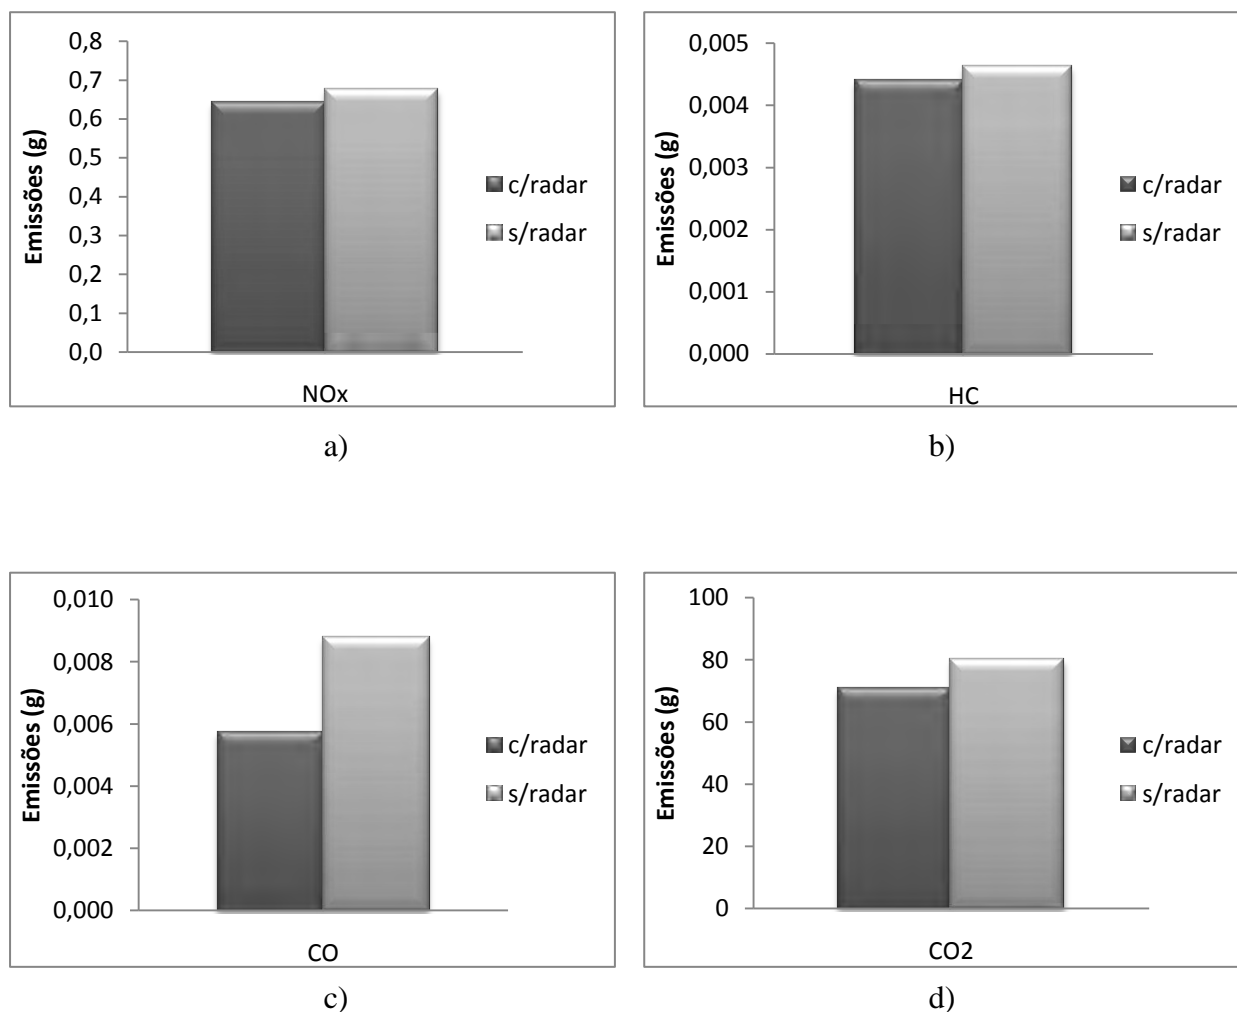 0,8
0,7
0,6
0,5
0,4
0,3
0,2
0,1
0,0
Emissões (g)
c/radar
s/radar
NOx
a)
0,005
0,004
0,003
0,002
0,001
0,000
Emissões (g)
c/radar
s/radar
HC
b)
0,010
0,008
0,006
0,004
0,002
0,000
Emissões (g)
c/radar
s/radar
CO
c)
100
80
60
40
20
0
Emissões (g)
c/radar
s/radar
CO2
d)